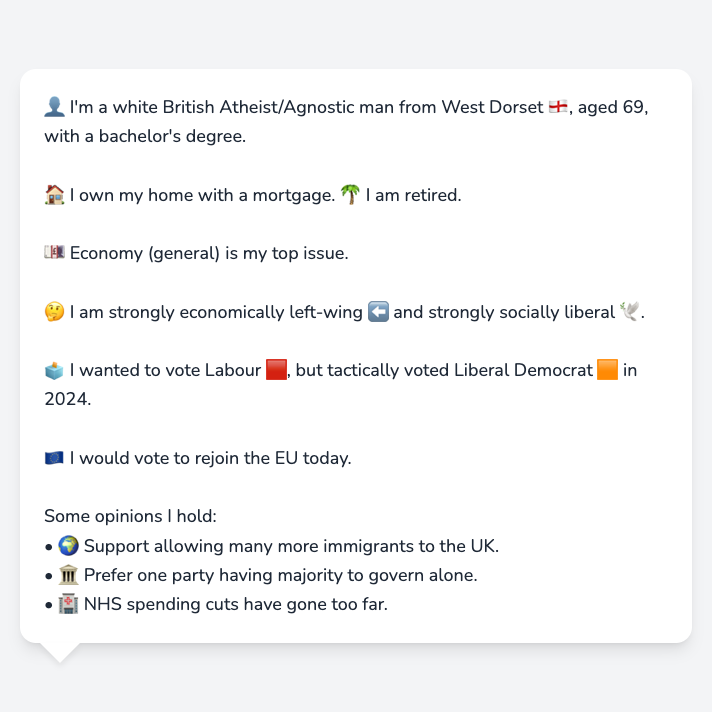 👤 I'm a white British Atheist/Agnostic man from West Dorset 🏴󠁧󠁢󠁥󠁮󠁧󠁿, aged 69,
with a bachelor's degree.
🏠 I own my home with a mortgage. 🌴 I am retired.
💷 Economy (general) is my top issue.
🤔 I am strongly economically left-wing ⬅️ and strongly socially liberal 🕊️.
🗳️ I wanted to vote Labour 🟥, but tactically voted Liberal Democrat 🟧 in
2024.
🇪🇺 I would vote to rejoin the EU today.
Some opinions I hold:
• 🌍 Support allowing many more immigrants to the UK.
• 🏛️ Prefer one party having majority to govern alone.
• 🏥 NHS spending cuts have gone too far.